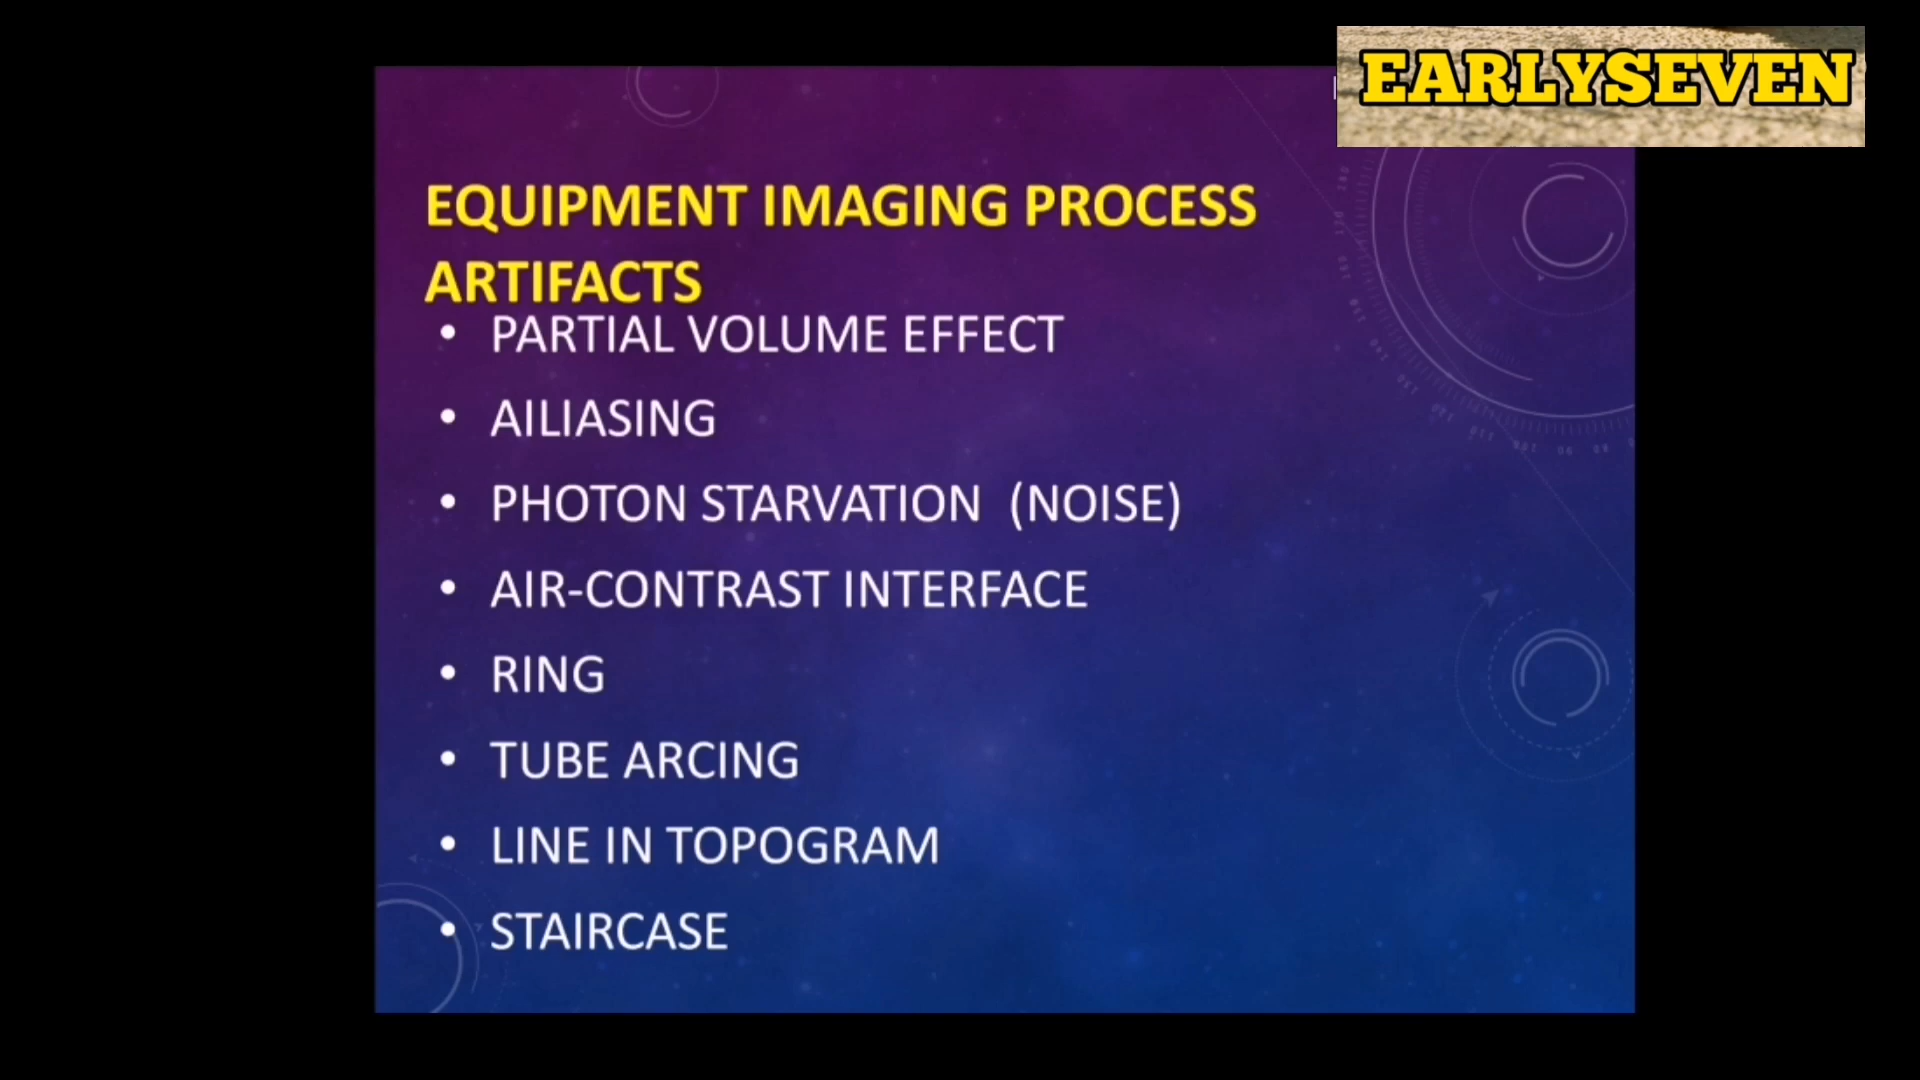 EARLYSEVEN
EQUIPMENT IMAGING PROCESS
ARTIFACTS
• PARTIAL VOLUME EFFECT
• AILIASING
• PHOTON STARVATION (NOISE)
• AIR-CONTRAST INTERFACE
• RING
• TUBE ARCING
• LINE IN TOPOGRAM
• STAIRCASE